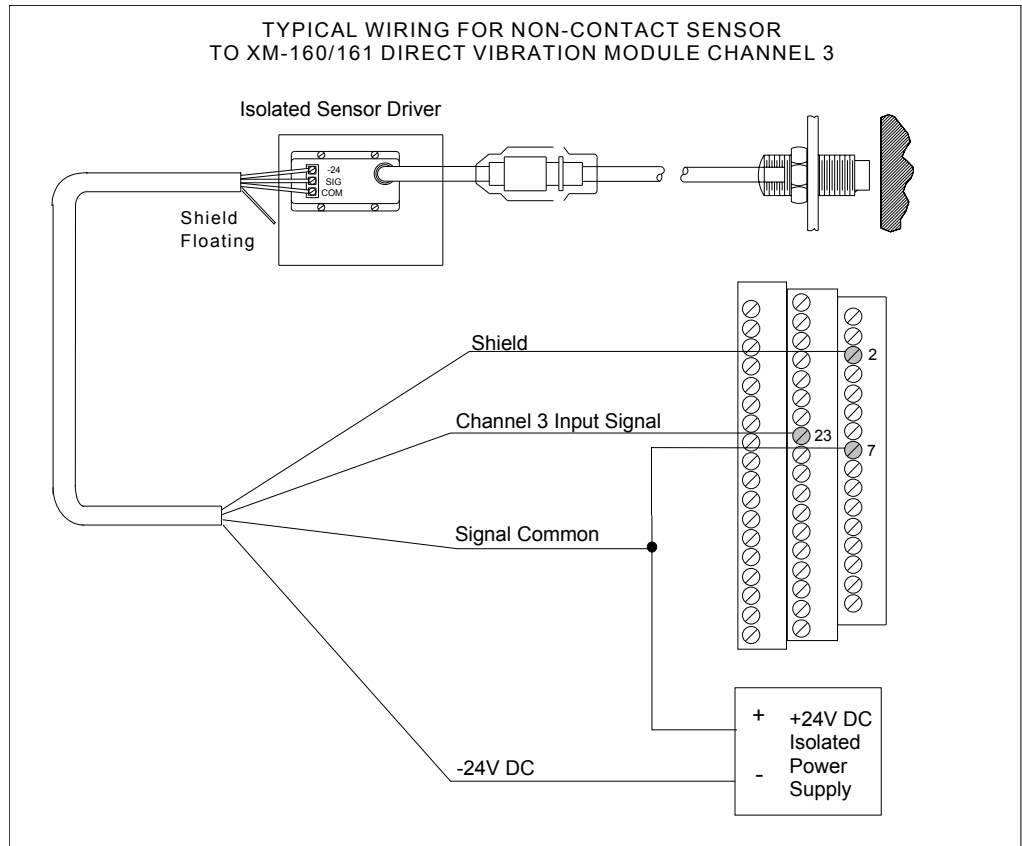 TYPICAL WIRING FOR NON-CONTACT SENSOR
TO XM-160/161 DIRECT VIBRATION MODULE CHANNEL 3
Isolated Sensor Driver
-24
SIG
COM
Shield
Floating
Shield
2
Channel 3 Input Signal
23
7
Signal Common
+ +24V DC
Isolated
- Power
Supply
-24V DC